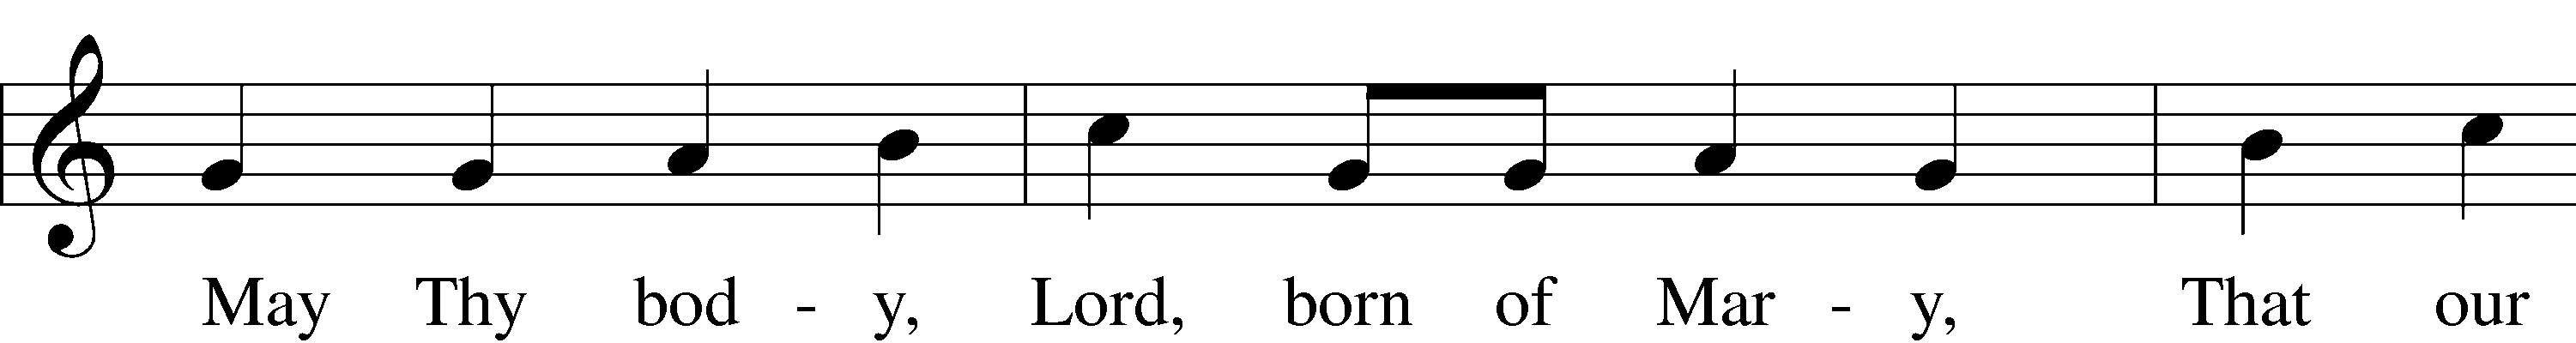 May Thy bod - y, Lord, born of Mar - y, That our